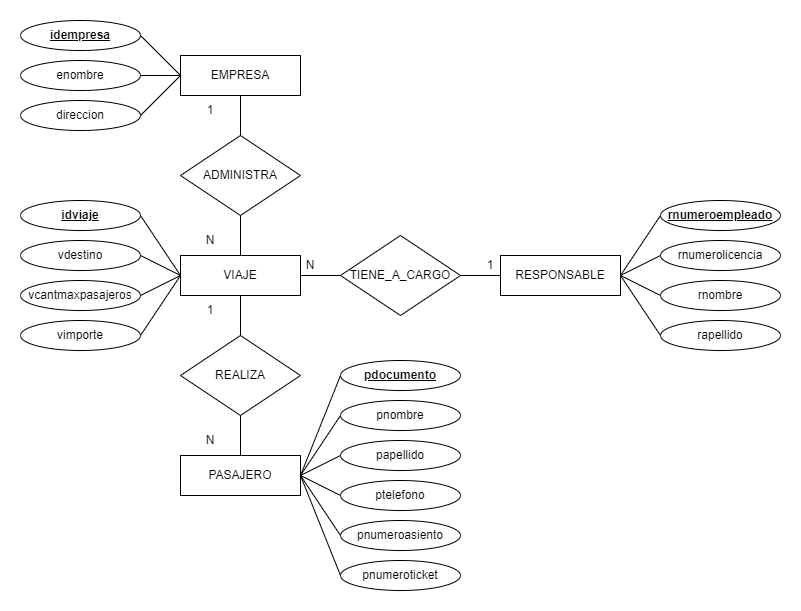 idempresa
enombre
direccion
EMPRESA
1
ADMINISTRA
N
idviaje
vdestino
vcantmaxpasajeros
vimporte
VIAJE
N
TIENE_A_CARGO
1
RESPONSABLE
rnumeroempleado
rnumerolicencia
rnombre
rapellido
1
REALIZA
N
PASAJERO
pdocumento
pnombre
papellido
ptelefono
pnumeroasiento
pnumeroticket